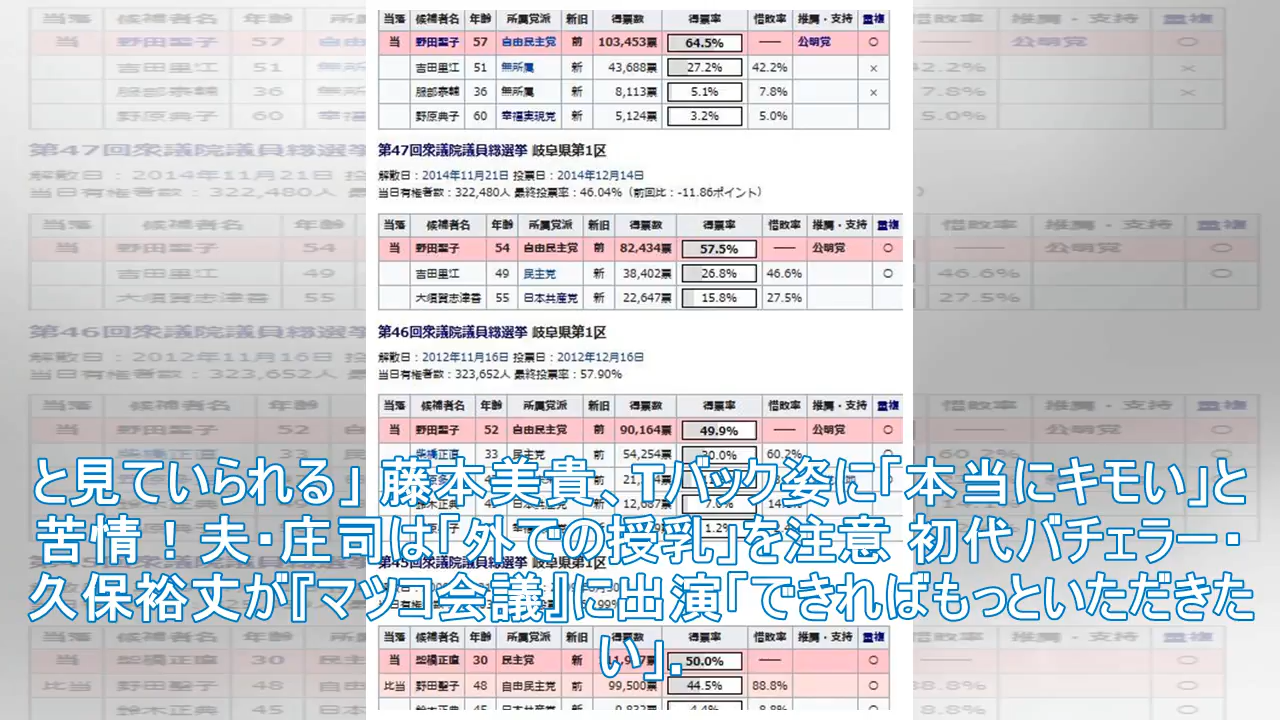 当落 候補者名 年齢 所属党派 新旧 得票数 得票率 惜敗率 推薦・支持 重複
当 野田聖子 57 自由民主党 前 103,453票 64.5% ―― 公明党 ○
吉田里江 51 無所属 新 43,688票 27.2% 42.2% ×
服部泰輔 36 無所属 新 8,113票 5.1% 7.8% ×
野原典子 60 幸福実現党 新 5,124票 3.2% 5.0%
第47回衆議院議員総選挙 岐阜県第1区
解散日：2014年11月21日 投票日：2014年12月14日
当日有権者数：322,480人 最終投票率：46.04%（前回比：-11.86ポイント）
当落 候補者名 年齢 所属党派 新旧 得票数 得票率 惜敗率 推薦・支持 重複
当 野田聖子 54 自由民主党 前 82,434票 57.5% ―― 公明党 ○
吉田里江 49 民主党 新 38,402票 26.8% 46.6% ○
大須賀志津香 55 日本共産党 新 22,647票 15.8% 27.5%
第46回衆議院議員総選挙 岐阜県第1区
解散日：2012年11月16日 投票日：2012年12月16日
当日有権者数：323,652人 最終投票率：57.90%
当落 候補者名 年齢 所属党派 新旧 得票数 得票率 惜敗率 推薦・支持 重複
当 野田聖子 52 自由民主党 前 90,164票 49.9% ―― 公明党 ○
柴橋正直 33 54,254票 30.0% 60.2%
と見ていられる」 藤本美貴、Tバック姿に「本当にキモい」と
苦情！ 夫・庄司は「外での授乳」を注意 初代バチェラー・
久保裕丈が『マツコ会議』に出演「できればもっといただきた
い」.
当落 候補者名 年齢 所属党派 新旧 得票数 得票率 惜敗率 推薦・支持 重複
当 柴橋正直 30 民主党 新 50.0% ―― ○
比当 野田聖子 48 自由民主党 前 99,500票 44.5% 88.8% ○
鈴木正典 45